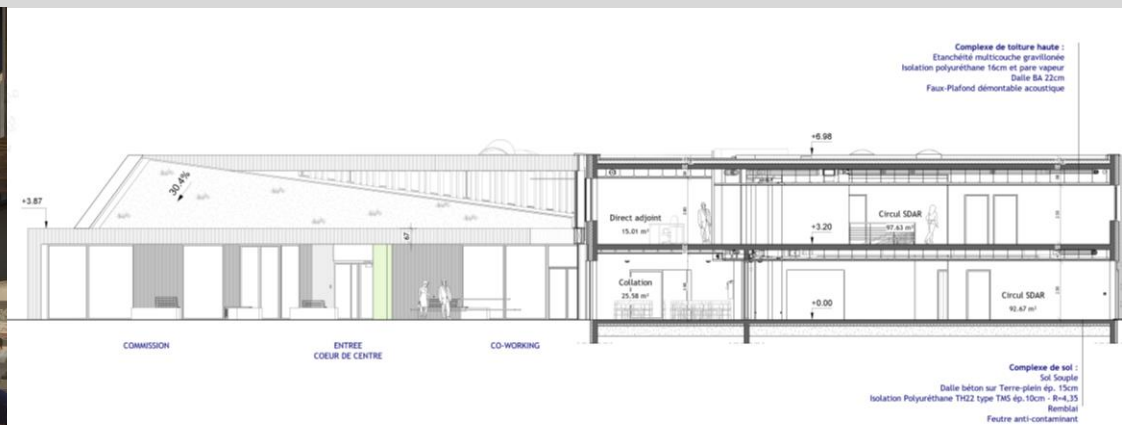 Complexe de toiture haute :
Etanchéité multicouche gravillonée
Isolation polyuréthane 16cm et pare vapeur
Dalle BA 22cm
Faux-Plafond démontable acoustique
+6.98
30.4%
+3.87
67
Direct adjoint
15.01 m²
+3.20
Circul SDAR
97.63 m²
Collation
25.58 m²
+0.00
Circul SDAR
92.67 m²
COMMISSION
ENTREE
COEUR DE CENTRE
CO-WORKING
Complexe de sol :
Sol Souple
Dalle béton sur Terre-plein ép. 15cm
Isolation Polyuréthane TH22 type TMS ép.10cm - R=4,35
Remblai
Feutre anti-contaminant